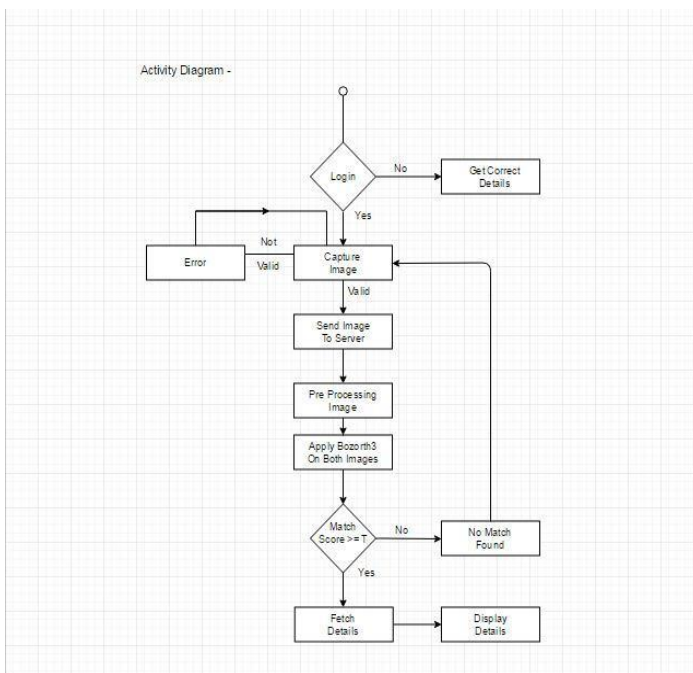 Activity Diagram -
Login
No
Get Correct
Details
Yes
Error
Not
Valid
Capture
Image
Valid
Send Image
To Server
Pre Processing
Image
Apply Bozorth3
On Both Images
Match
Score >= T
No
No Match
Found
Yes
Fetch
Details
Display
Details